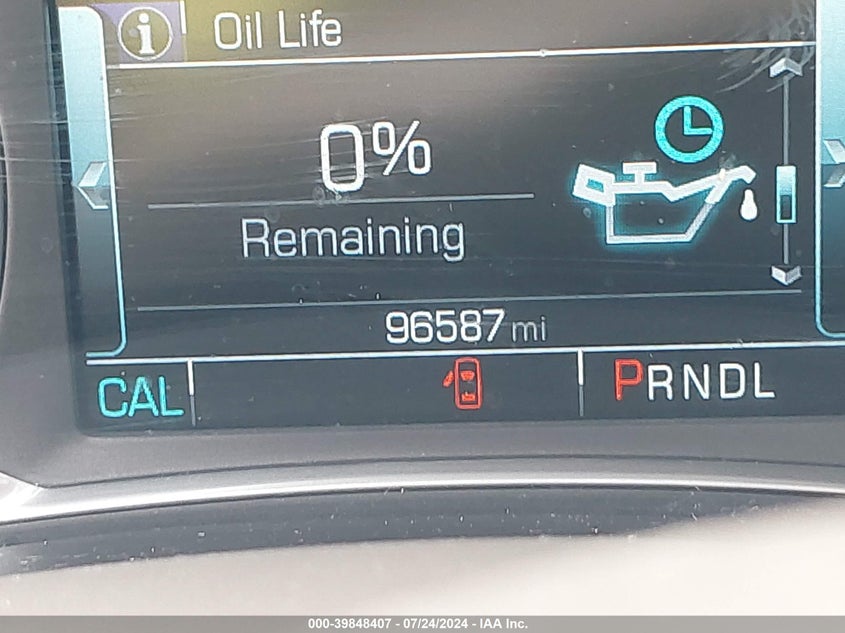 i Oil Life
0%
Remaining
96587 mi
CAL PRNDL
000-39848407 - 07/24/2024 - IAA Inc.